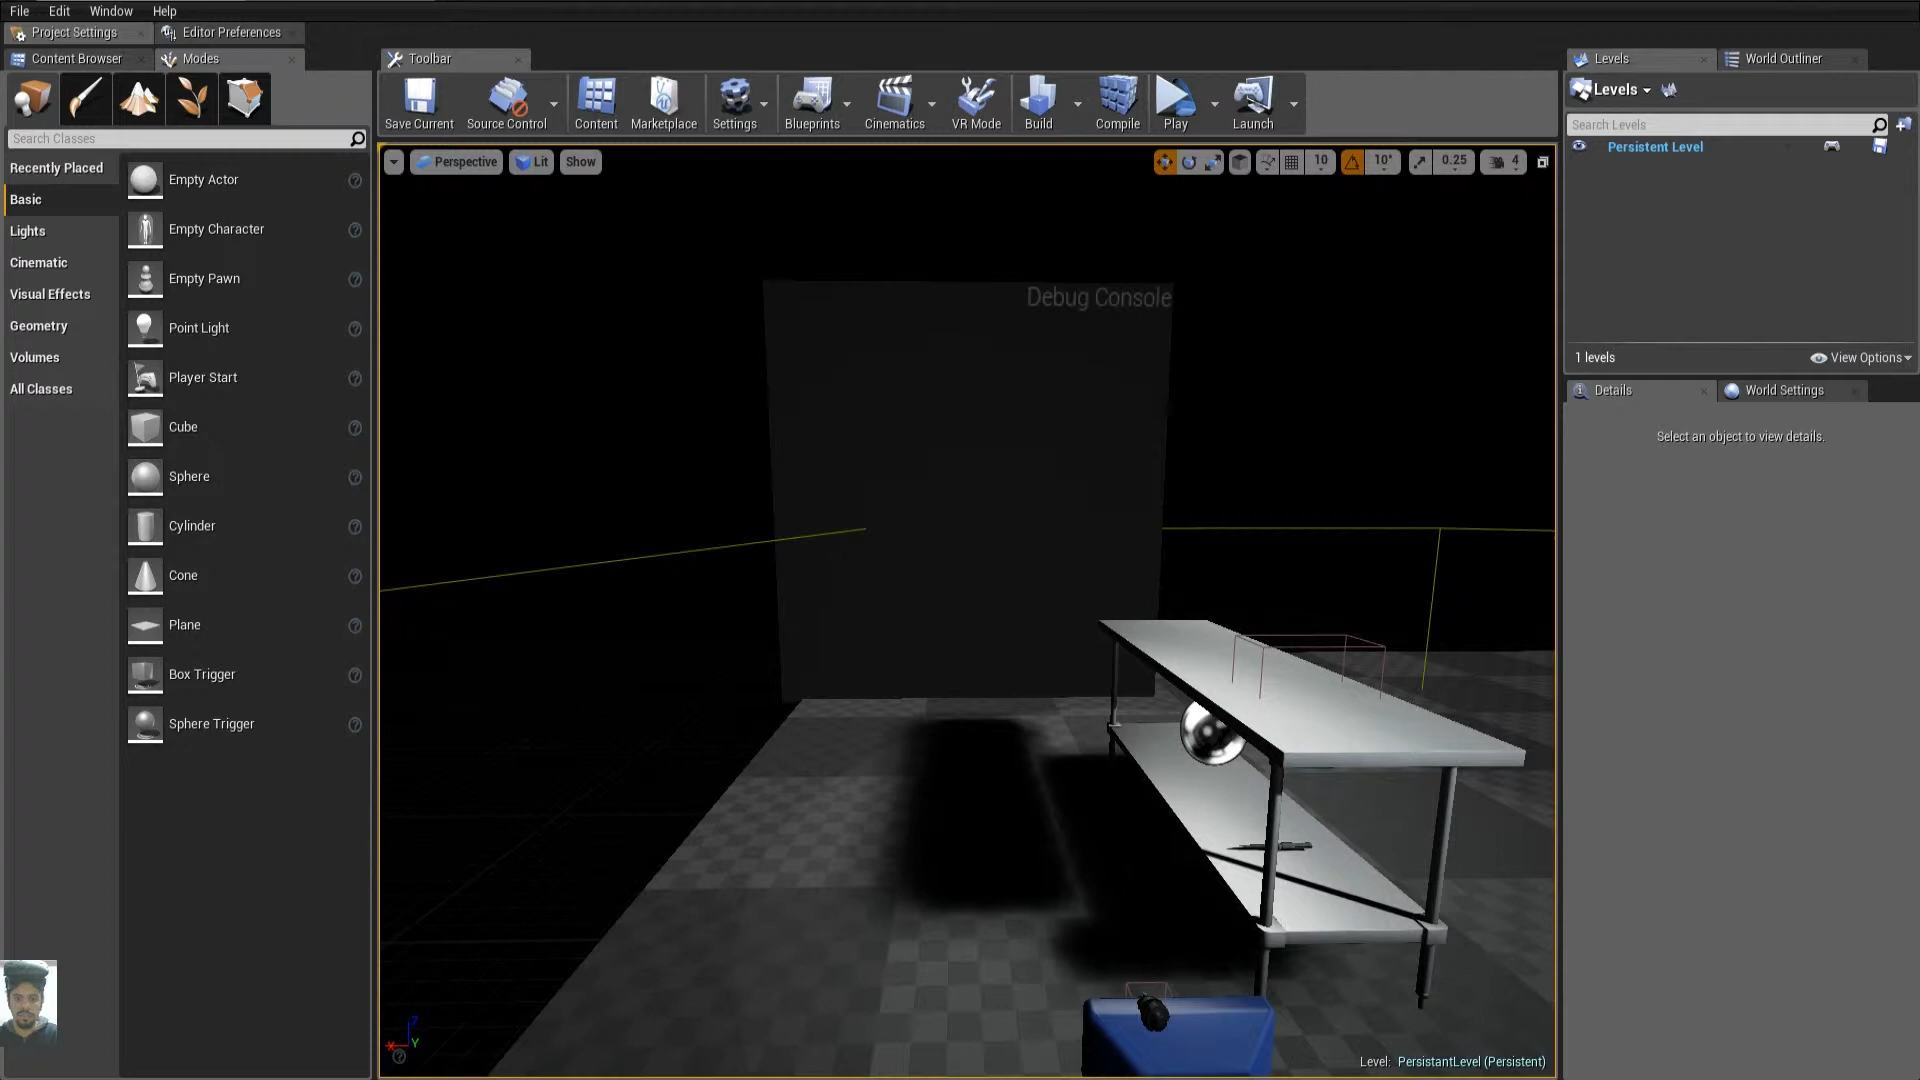 File Edit Window Help
Project Settings Editor Preferences
Content Browser Modes
Toolbar
Levels World Outliner
Save Current Source Control Content Marketplace Settings Blueprints Cinematics VR Mode Build Compile Play Launch
Levels
Search Classes
Search Levels
Persistent Level
Perspective Lit Show
10 10° 0.25 4
Recently Placed
Basic
Lights
Cinematic
Visual Effects
Geometry
Volumes
All Classes
Empty Actor
Empty Character
Empty Pawn
Point Light
Player Start
Cube
Sphere
Cylinder
Cone
Plane
Box Trigger
Sphere Trigger
Debug Console
1 levels View Options
Details World Settings
Select an object to view details.
Z
X Y
Level: PersistantLevel (Persistent)